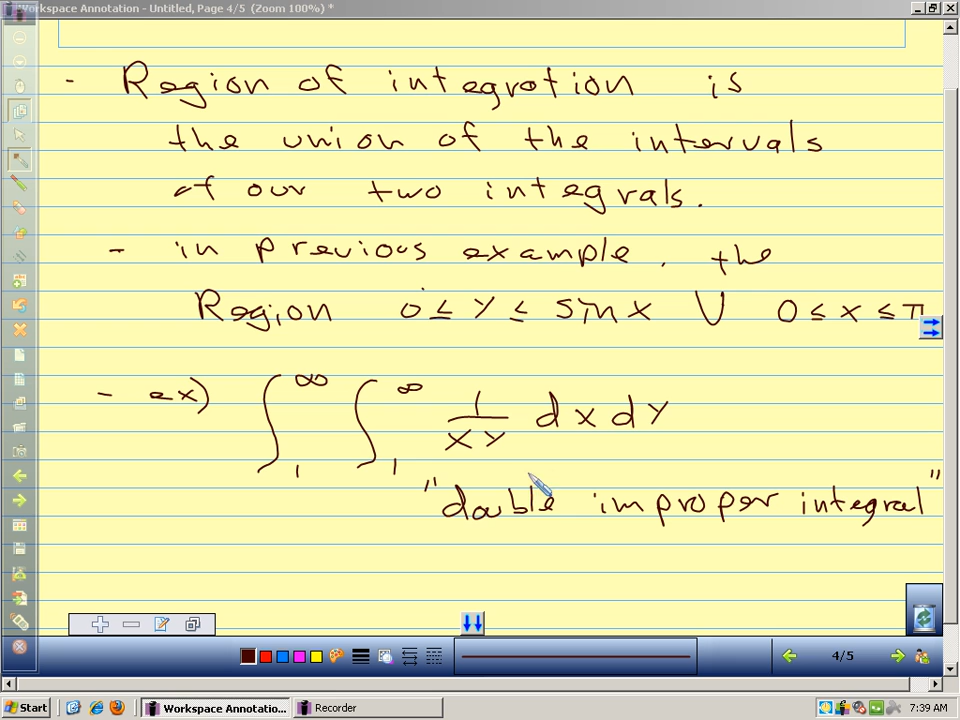 Workspace Annotation - Untitled, Page 4/5 (Zoom 100%) *
- Region of integration is
the union of the intervals
of our two integrals.
- in previous example, the
Region 0 ≤ y ≤ sin x ∪ 0 ≤ x ≤ π
- ex) ∫₁^∞ ∫₁^∞ 1/xy dx dy
"double improper integral"
4/5
Start Workspace Annotatio... Recorder 7:39 AM